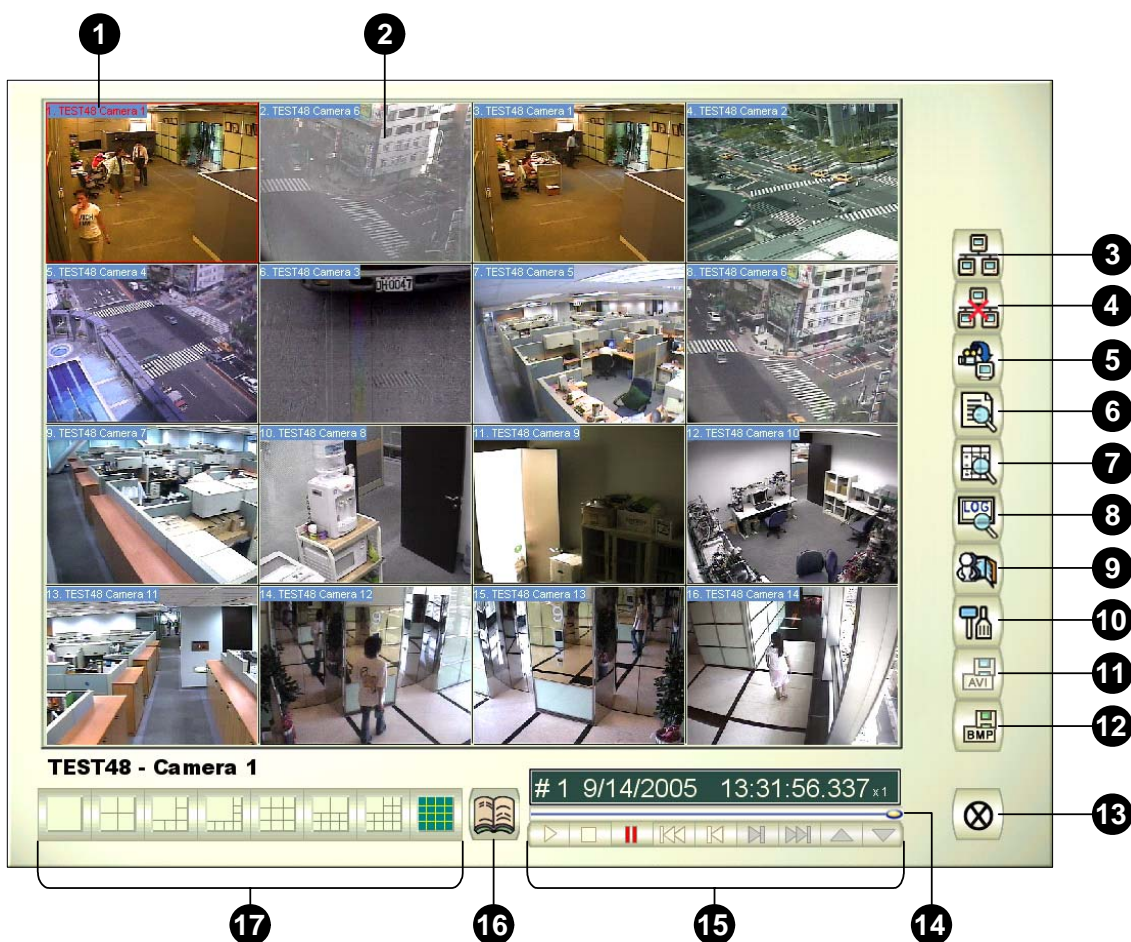 1
2
1. TEST48 Camera 1
2. TEST48 Camera 6
3. TEST48 Camera 1
4. TEST48 Camera 2
5. TEST48 Camera 4
6. TEST48 Camera 3
7. TEST48 Camera 5
8. TEST48 Camera 6
9. TEST48 Camera 7
10. TEST48 Camera 8
11. TEST48 Camera 9
12. TEST48 Camera 10
13. TEST48 Camera 11
14. TEST48 Camera 12
15. TEST48 Camera 13
16. TEST48 Camera 14
3
4
5
6
7
LOG
8
9
10
AVI
11
BMP
12
TEST48 - Camera 1
# 1 9/14/2005 13:31:56.337 x1
13
17
16
15
14